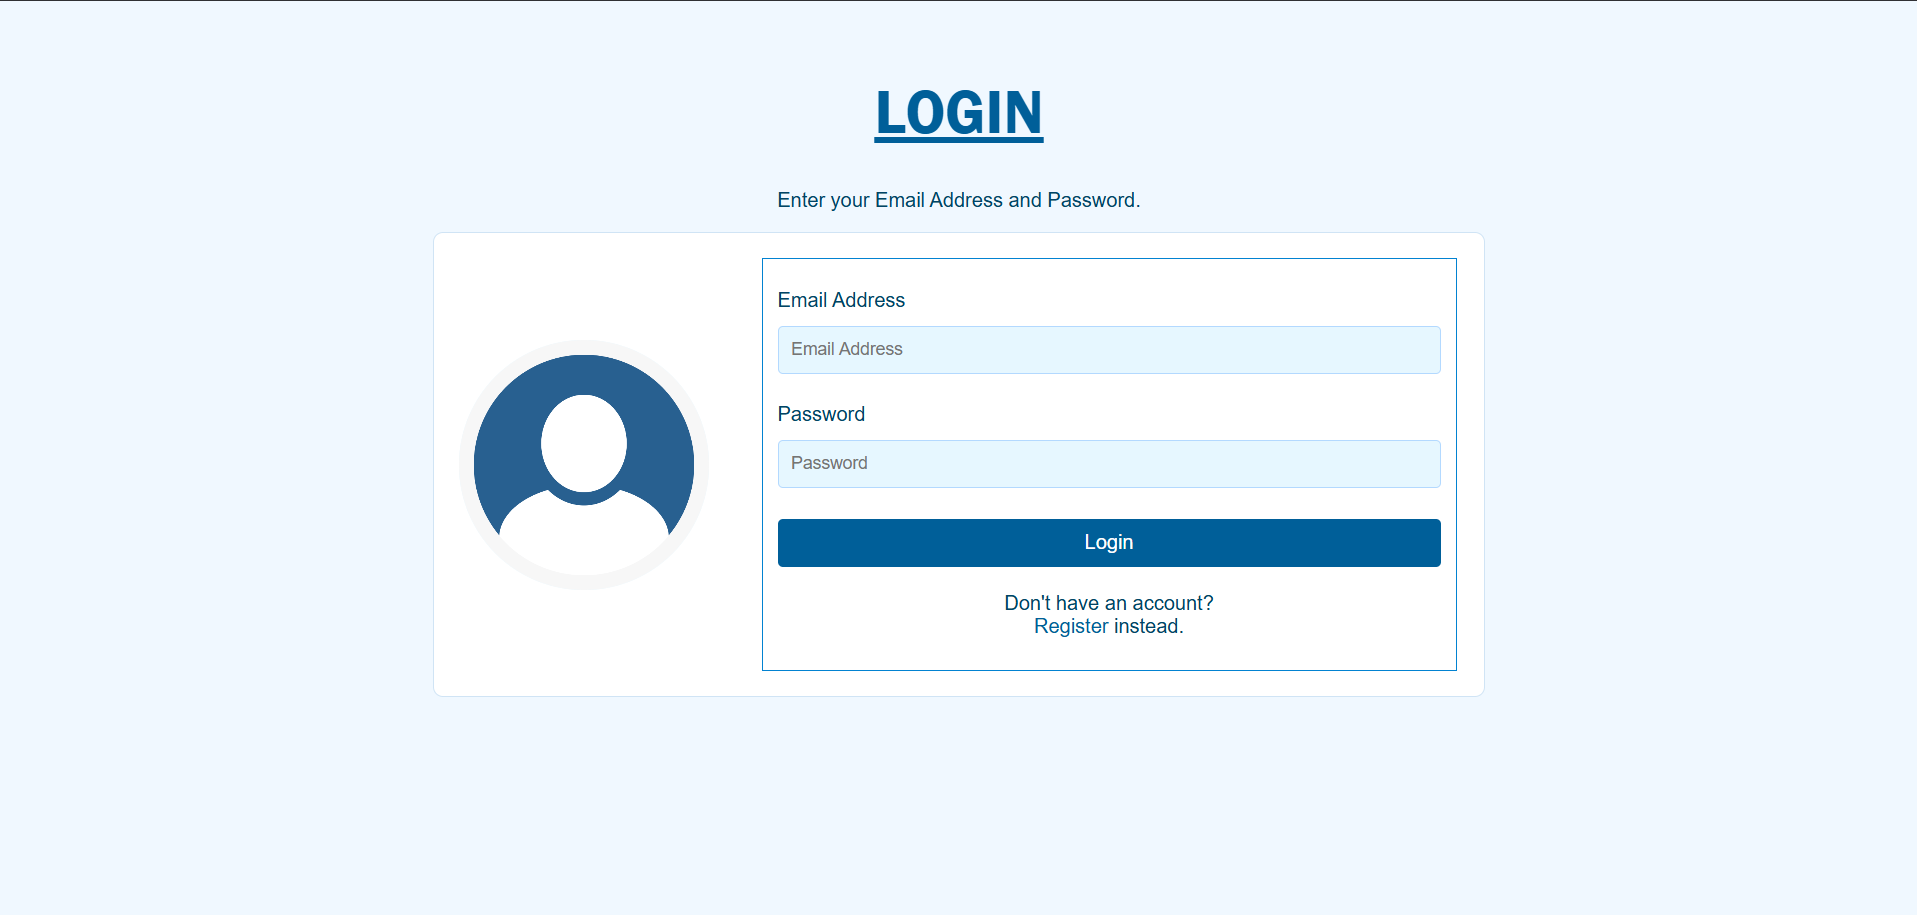 LOGIN
Enter your Email Address and Password.
Email Address
Email Address
Password
Password
Login
Don't have an account?
Register instead.